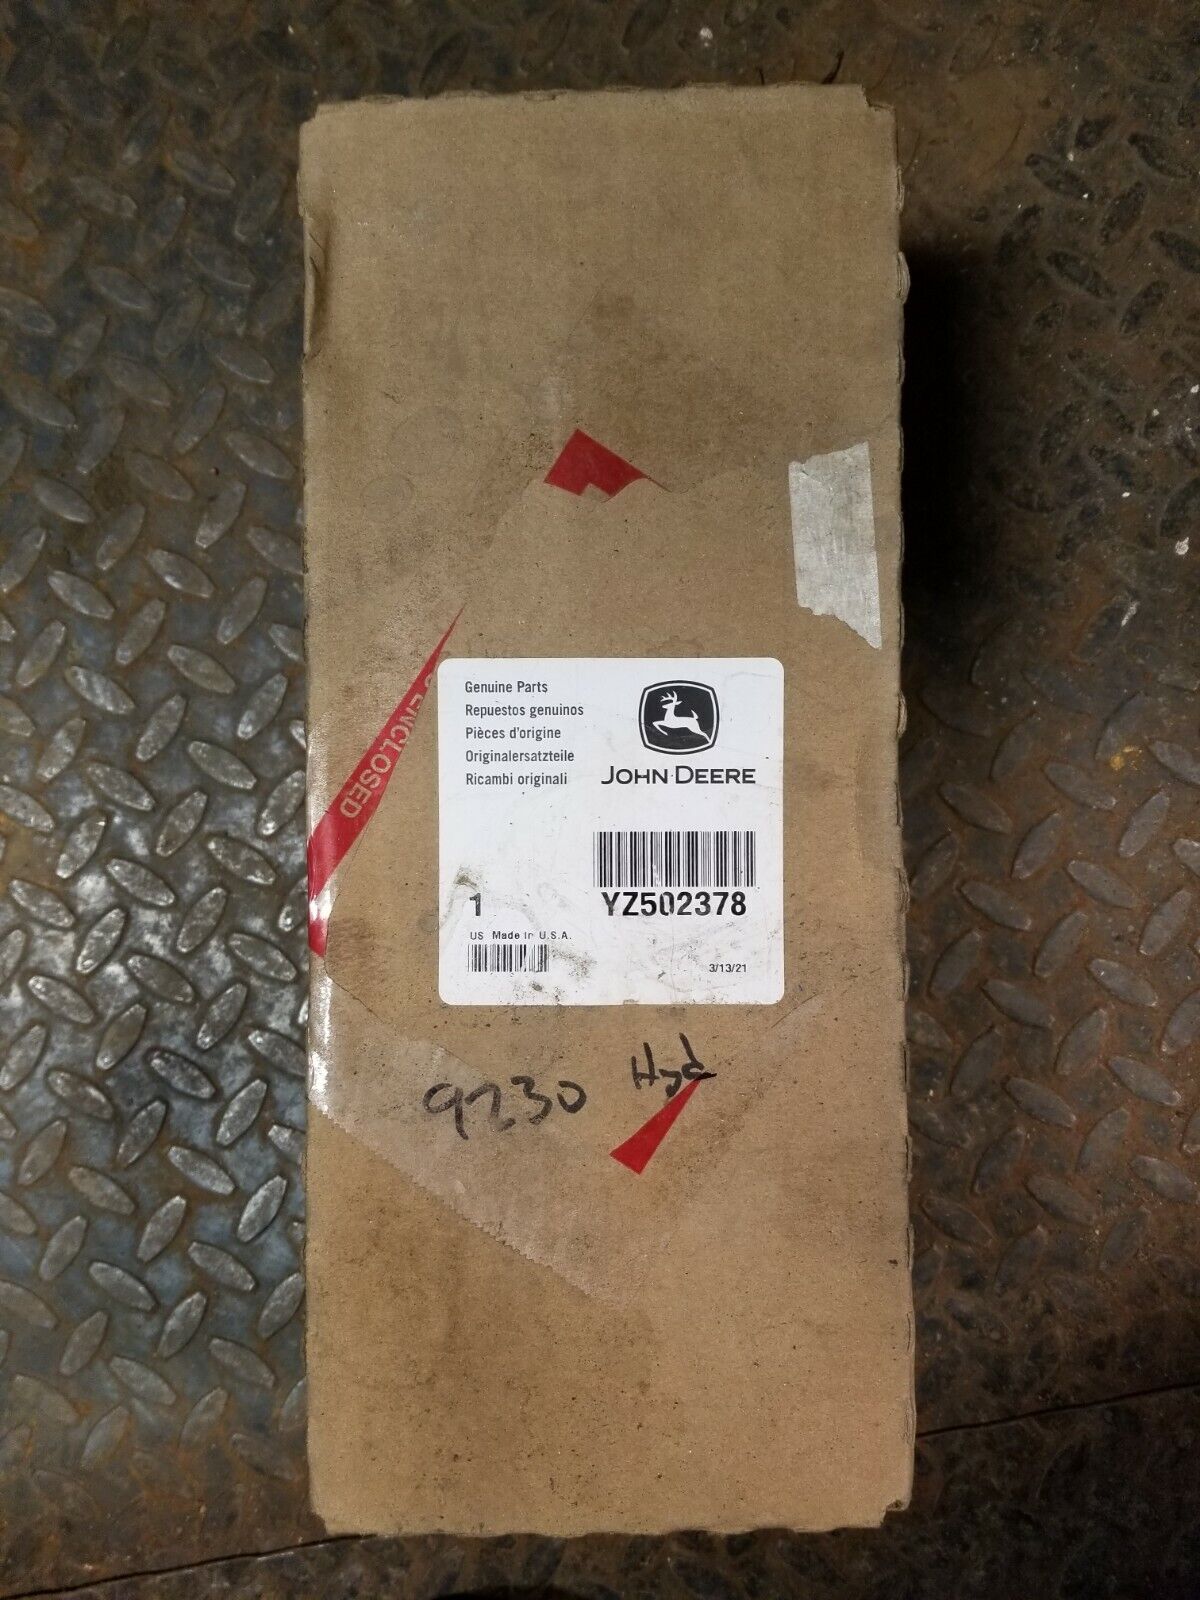 Genuine Parts
Repuestos genuinos
Pièces d'origine
Originalersatzteile
Ricambi originali
JOHN DEERE
ENCLOSED
YZ502378
1
US Made in U.S.A.
3/13/21
Hyd
9230